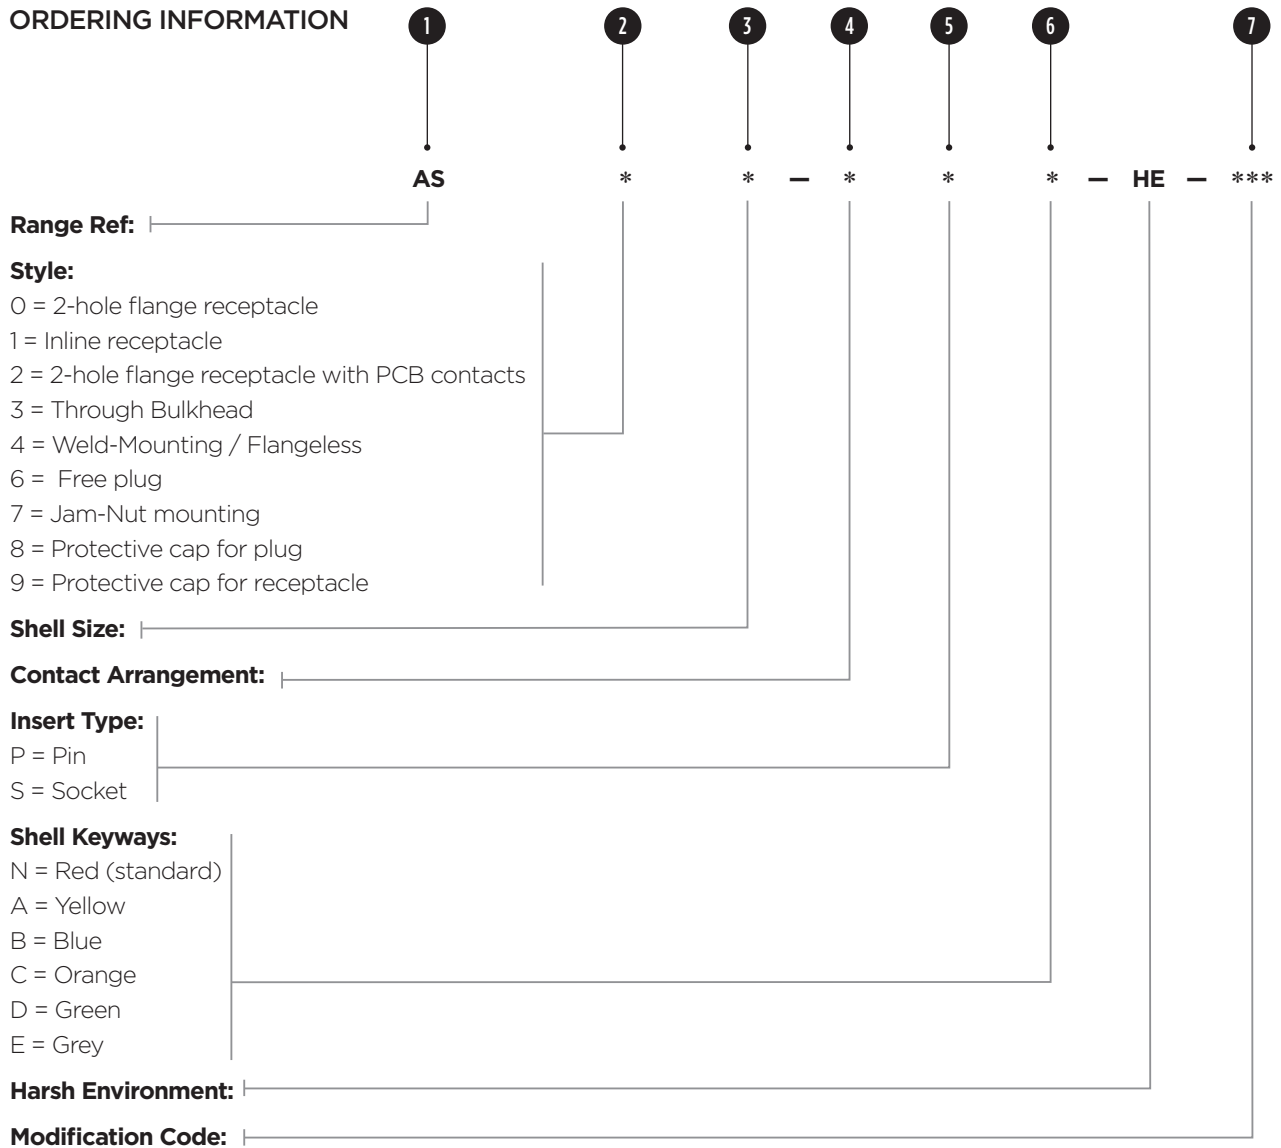 ORDERING INFORMATION 1 2 3 4 5 6 7
AS * * – * * * – HE – ***
Range Ref:
Style:
0 = 2-hole flange receptacle
1 = Inline receptacle
2 = 2-hole flange receptacle with PCB contacts
3 = Through Bulkhead
4 = Weld-Mounting / Flangeless
6 = Free plug
7 = Jam-Nut mounting
8 = Protective cap for plug
9 = Protective cap for receptacle
Shell Size:
Contact Arrangement:
Insert Type:
P = Pin
S = Socket
Shell Keyways:
N = Red (standard)
A = Yellow
B = Blue
C = Orange
D = Green
E = Grey
Harsh Environment:
Modification Code: